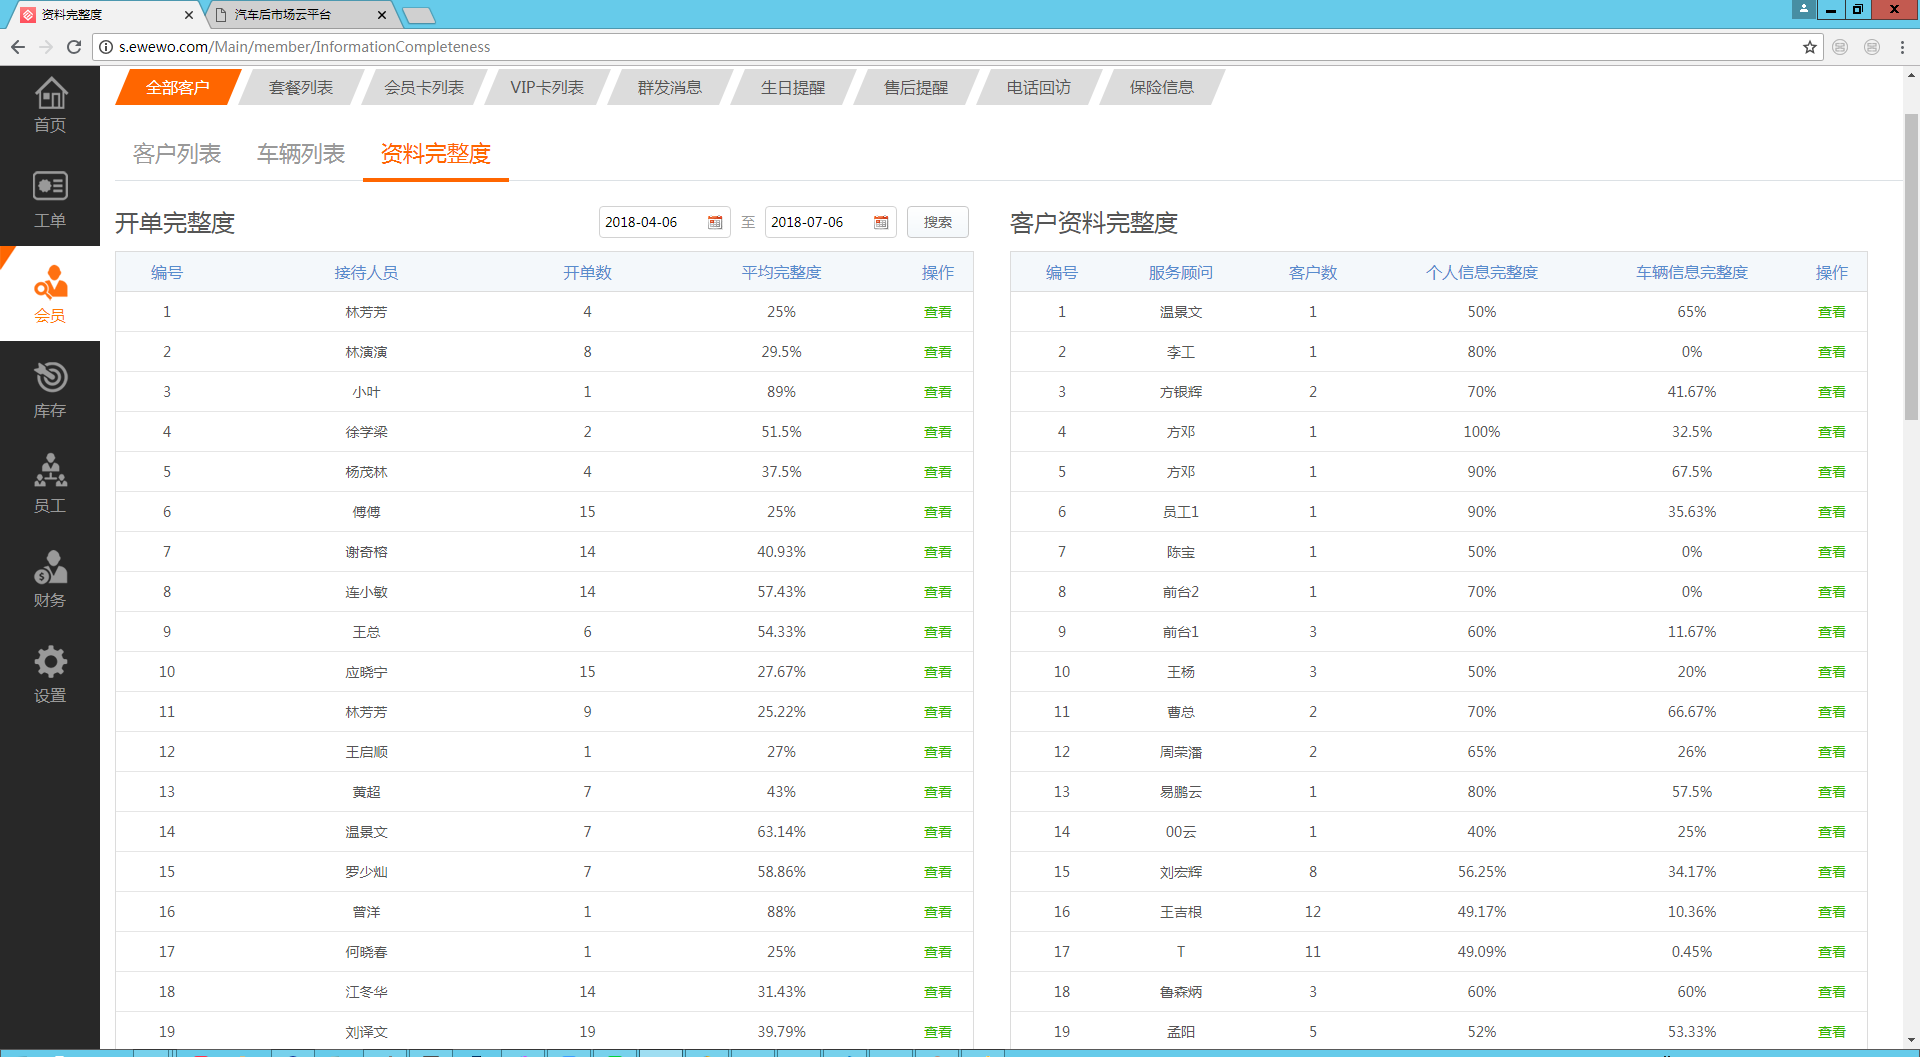 资料完整度
汽车后市场云平台
s.ewewo.com/Main/member/InformationCompleteness
首页
工单
会员
库存
员工
财务
设置
全部客户 套餐列表 会员卡列表 VIP卡列表 群发消息 生日提醒 售后提醒 电话回访 保险信息
客户列表 车辆列表 资料完整度
开单完整度 2018-04-06 至 2018-07-06 搜索
编号 接待人员 开单数 平均完整度 操作
1 林芳芳 4 25% 查看
2 林演演 8 29.5% 查看
3 小叶 1 89% 查看
4 徐学梁 2 51.5% 查看
5 杨茂林 4 37.5% 查看
6 傅傅 15 25% 查看
7 谢奇榕 14 40.93% 查看
8 连小敏 14 57.43% 查看
9 王总 6 54.33% 查看
10 应晓宁 15 27.67% 查看
11 林芳芳 9 25.22% 查看
12 王启顺 1 27% 查看
13 黄超 7 43% 查看
14 温景文 7 63.14% 查看
15 罗少灿 7 58.86% 查看
16 曾洋 1 88% 查看
17 何晓春 1 25% 查看
18 江冬华 14 31.43% 查看
19 刘译文 19 39.79% 查看
客户资料完整度
编号 服务顾问 客户数 个人信息完整度 车辆信息完整度 操作
1 温景文 1 50% 65% 查看
2 李工 1 80% 0% 查看
3 方银辉 2 70% 41.67% 查看
4 方邓 1 100% 32.5% 查看
5 方邓 1 90% 67.5% 查看
6 员工1 1 90% 35.63% 查看
7 陈宝 1 50% 0% 查看
8 前台2 1 70% 0% 查看
9 前台1 3 60% 11.67% 查看
10 王杨 3 50% 20% 查看
11 曹总 2 70% 66.67% 查看
12 周荣潘 2 65% 26% 查看
13 易鹏云 1 80% 57.5% 查看
14 00云 1 40% 25% 查看
15 刘宏辉 8 56.25% 34.17% 查看
16 王吉根 12 49.17% 10.36% 查看
17 T 11 49.09% 0.45% 查看
18 鲁森炳 3 60% 60% 查看
19 孟阳 5 52% 53.33% 查看